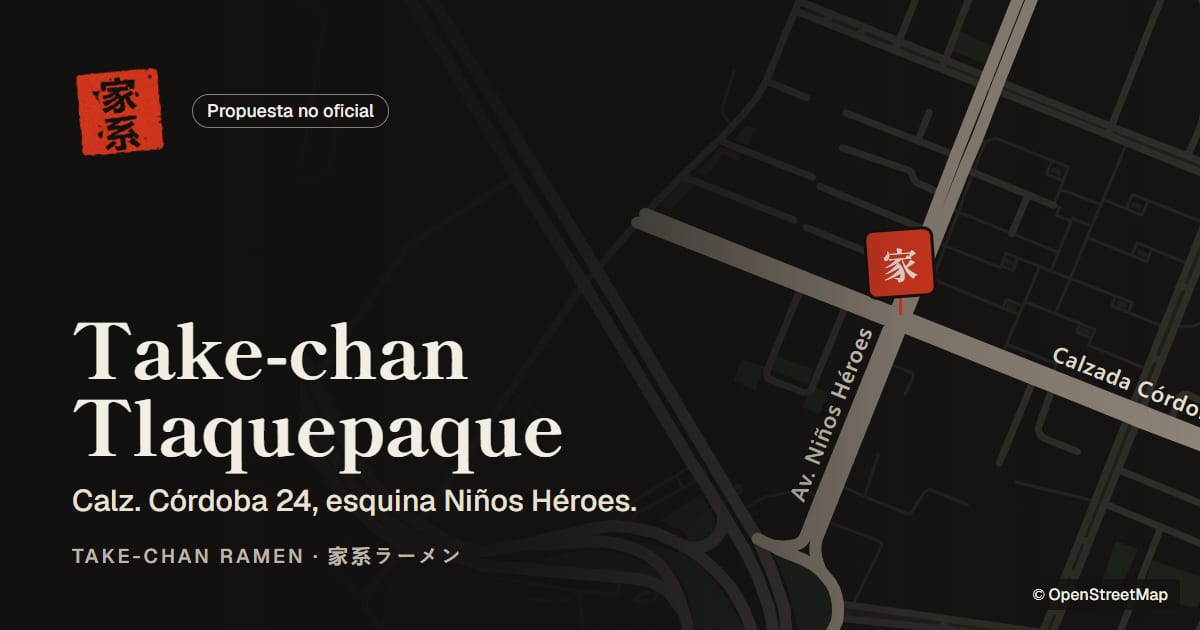 家系
Propuesta no oficial
家
Av. Niños Héroes
Calzada Córdo
Take-chan
Tlaquepaque
Calz. Córdoba 24, esquina Niños Héroes.
TAKE-CHAN RAMEN · 家系ラーメン
© OpenStreetMap